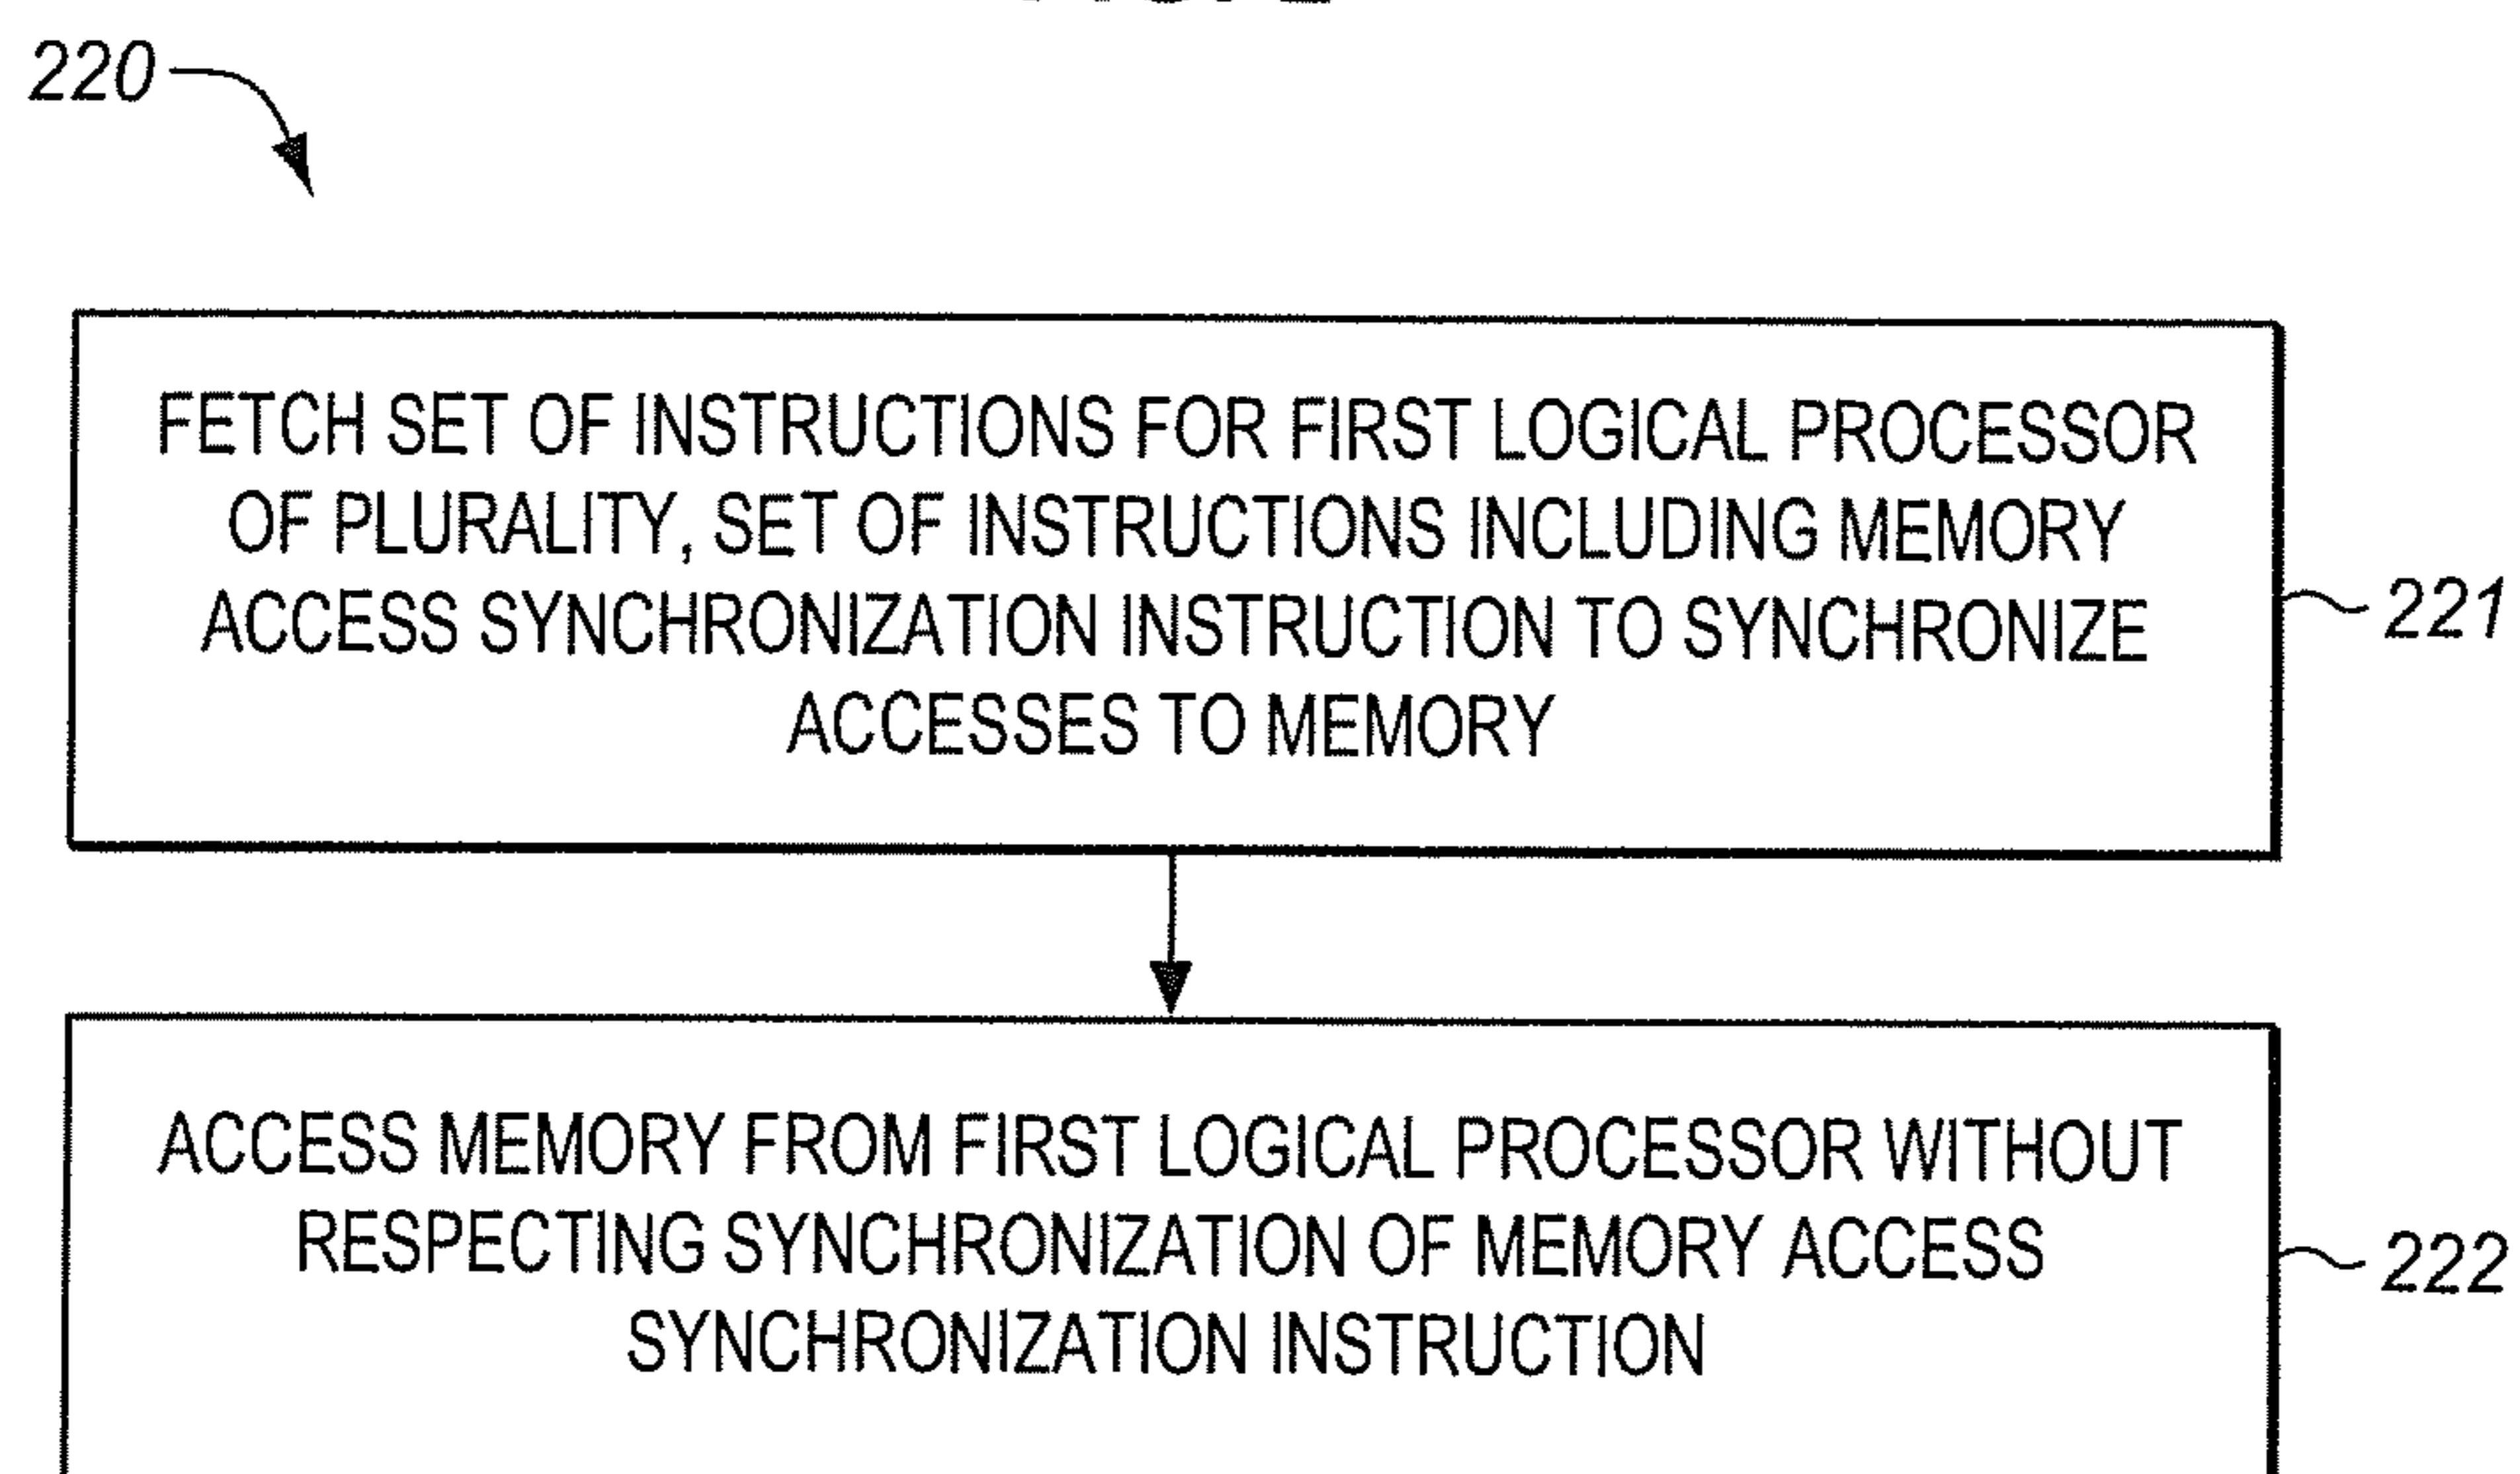 220
FETCH SET OF INSTRUCTIONS FOR FIRST LOGICAL PROCESSOR
OF PLURALITY, SET OF INSTRUCTIONS INCLUDING MEMORY
ACCESS SYNCHRONIZATION INSTRUCTION TO SYNCHRONIZE
ACCESSES TO MEMORY
221
ACCESS MEMORY FROM FIRST LOGICAL PROCESSOR WITHOUT
RESPECTING SYNCHRONIZATION OF MEMORY ACCESS
SYNCHRONIZATION INSTRUCTION
222